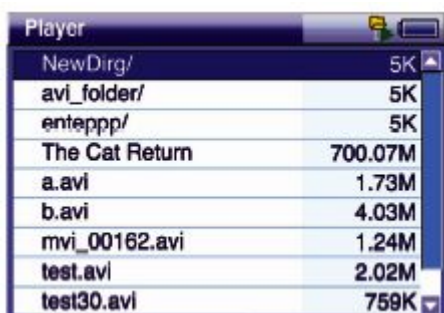 Player
NewDirg/ 5K
avi_folder/ 5K
enteppp/ 5K
The Cat Return 700.07M
a.avi 1.73M
b.avi 4.03M
mvi_00162.avi 1.24M
test.avi 2.02M
test30.avi 759K